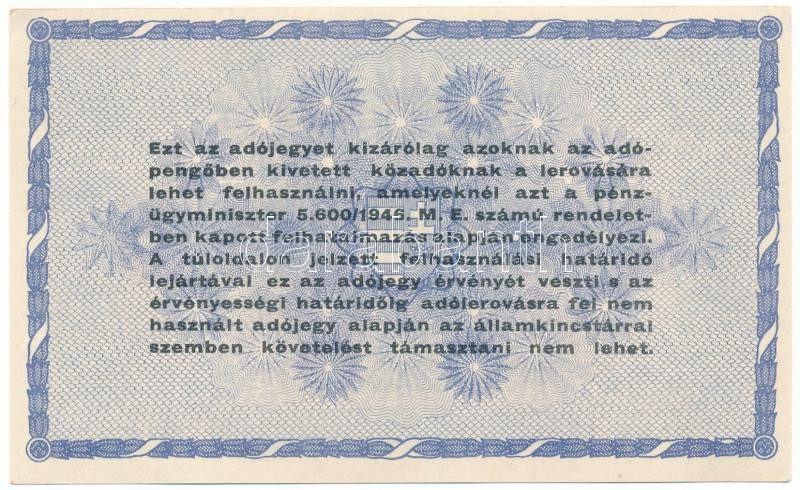 Ezt az adójegyet kizárólag azoknak az adó-
pengőben kivetett közadóknak a lerovására
lehet felhasználni, amelyeknél azt a pénz-
ügyminiszter 5.600/1946. M. E. számú rendelet-
ben kapott felhatalmazás alapján engedélyezi.
A túloldalon jelzett felhasználási határidő
lejártával ez az adójegy érvényét veszti s az
érvényességi határidőig adólerovásra fel nem
használt adójegy alapján az államkincstárral
szemben követelést támasztani nem lehet.